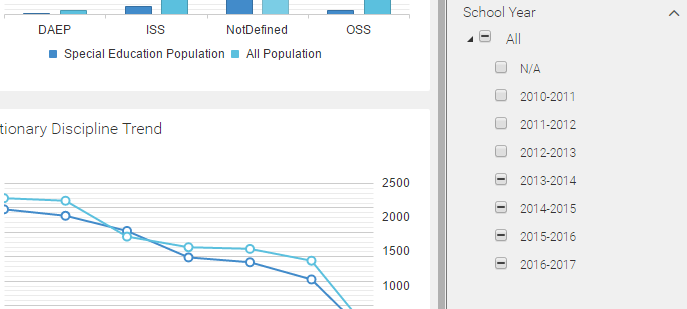 DAEP ISS NotDefined OSS
Special Education Population All Population
tionary Discipline Trend
2500
2000
1500
1000
School Year
All
N/A
2010-2011
2011-2012
2012-2013
2013-2014
2014-2015
2015-2016
2016-2017